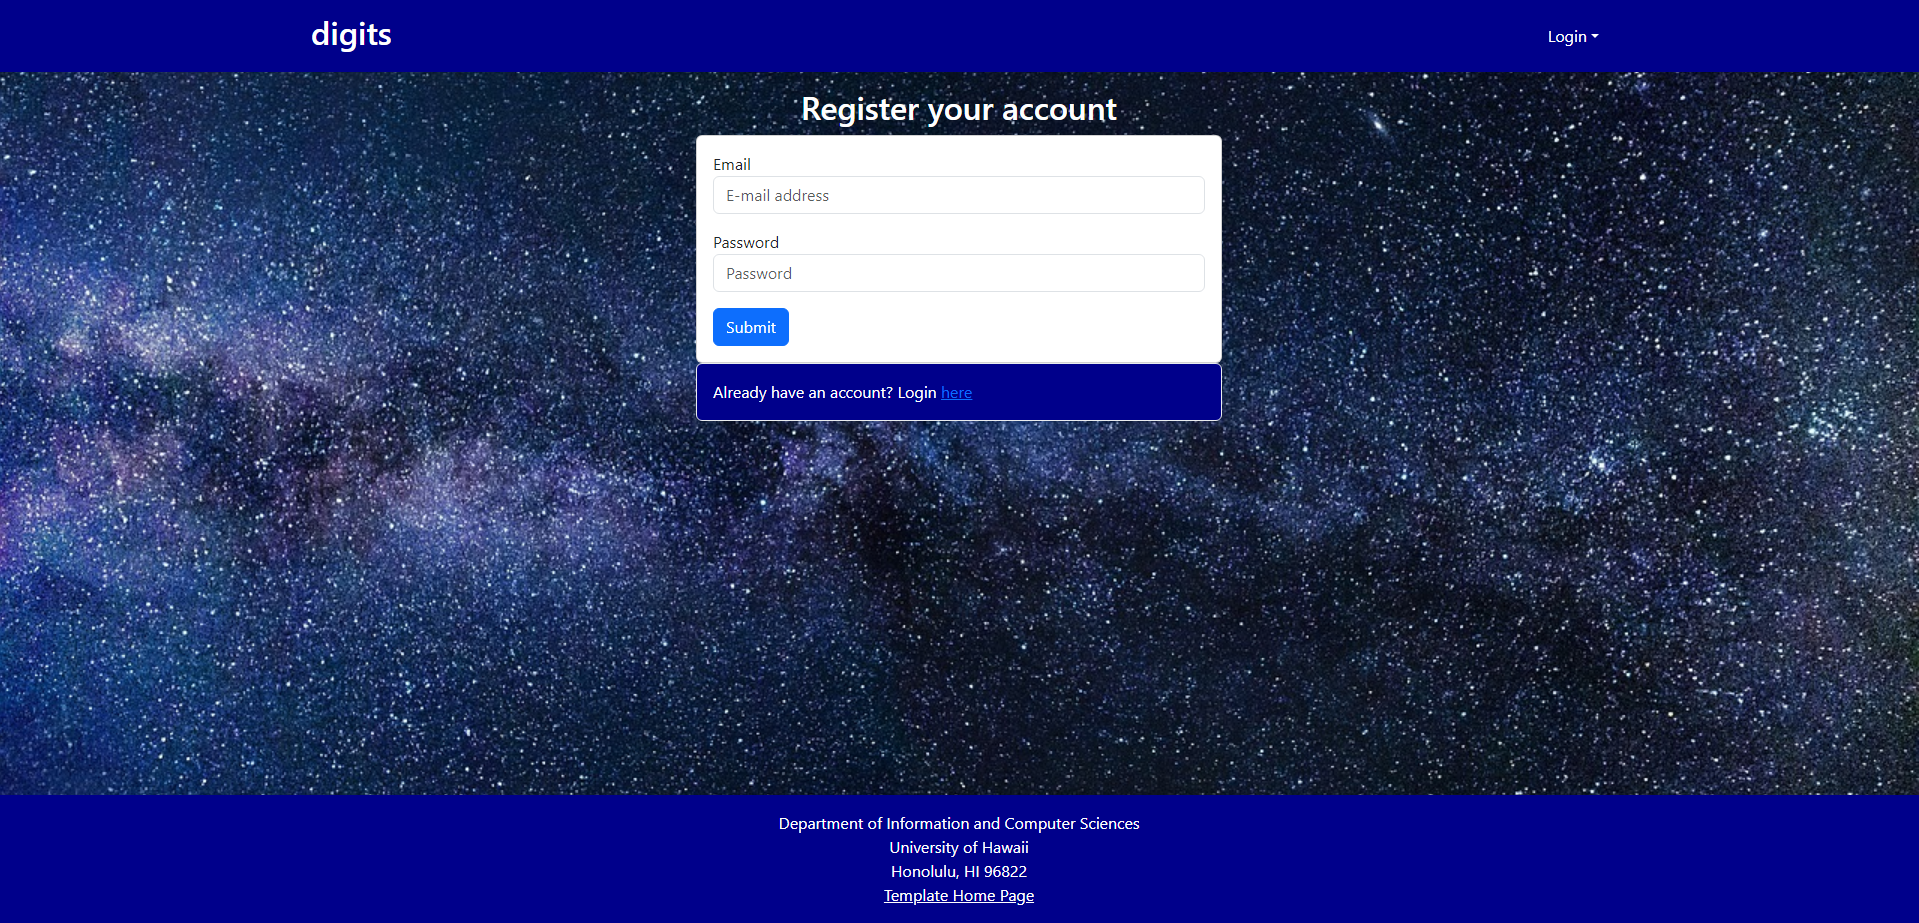 digits
Login
Register your account
Email
E-mail address
Password
Password
Submit
Already have an account? Login here
Department of Information and Computer Sciences
University of Hawaii
Honolulu, HI 96822
Template Home Page